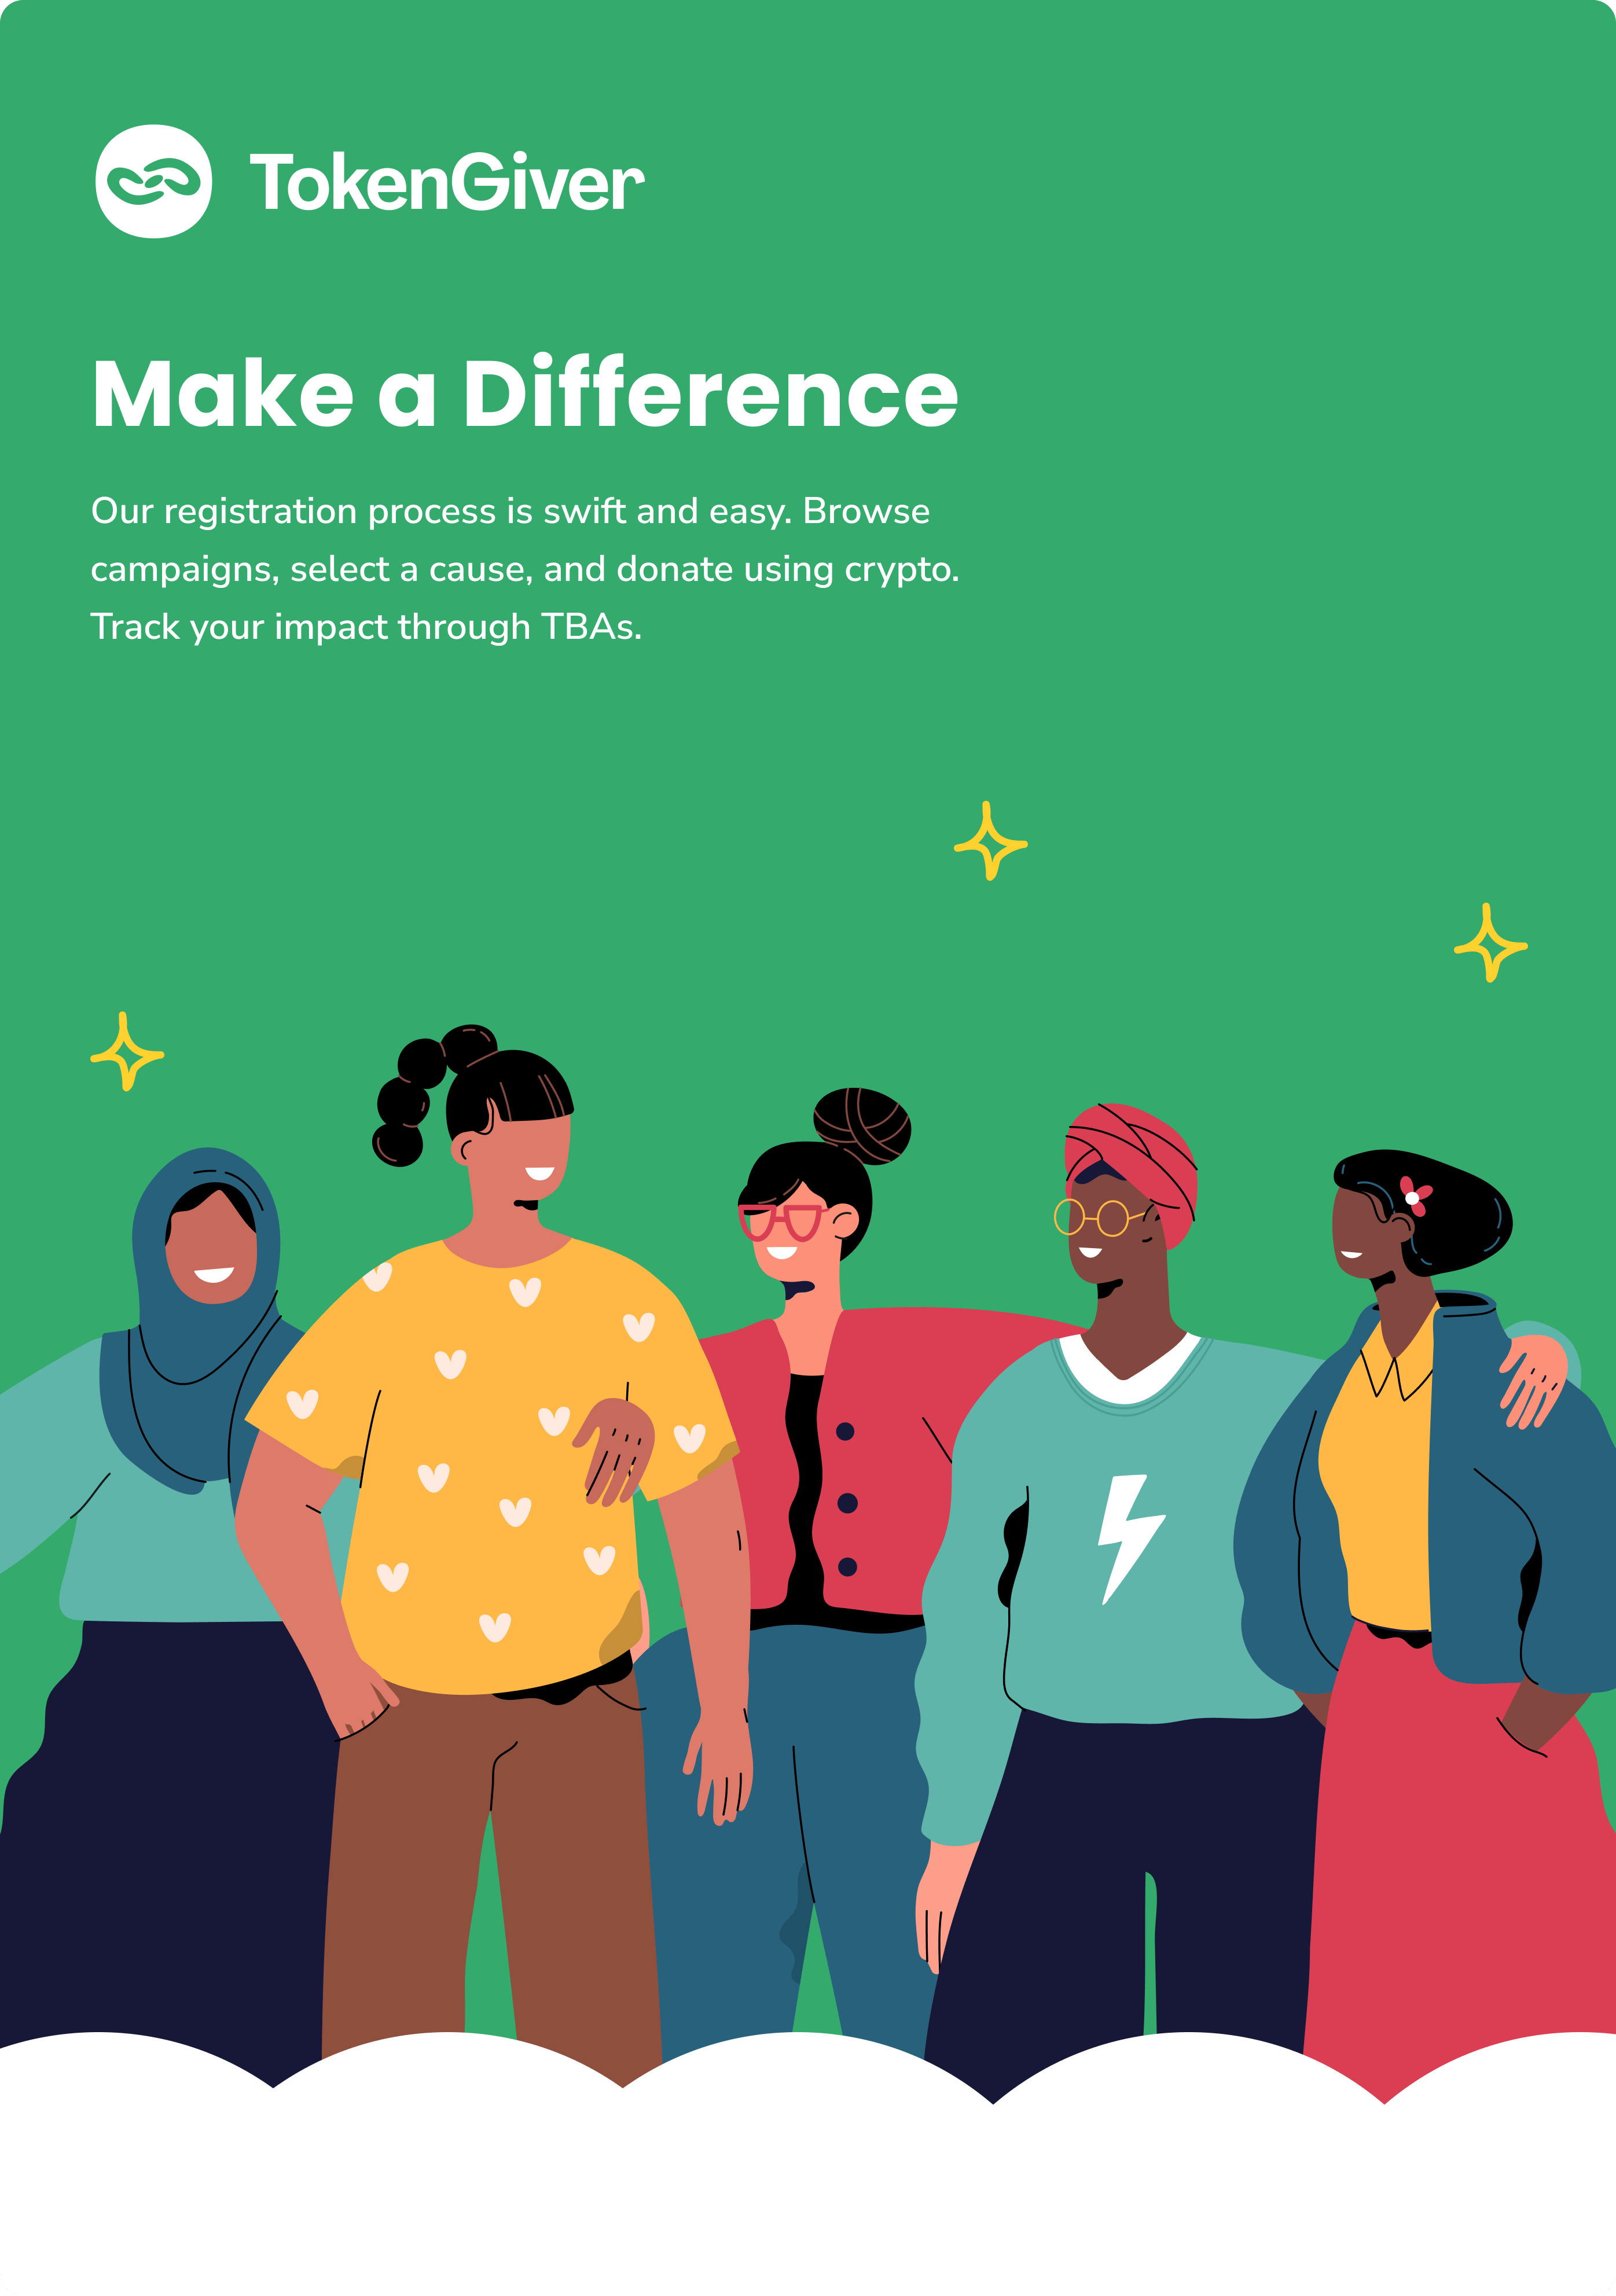 TokenGiver
Make a Difference
Our registration process is swift and easy. Browse
campaigns, select a cause, and donate using crypto.
Track your impact through TBAs.